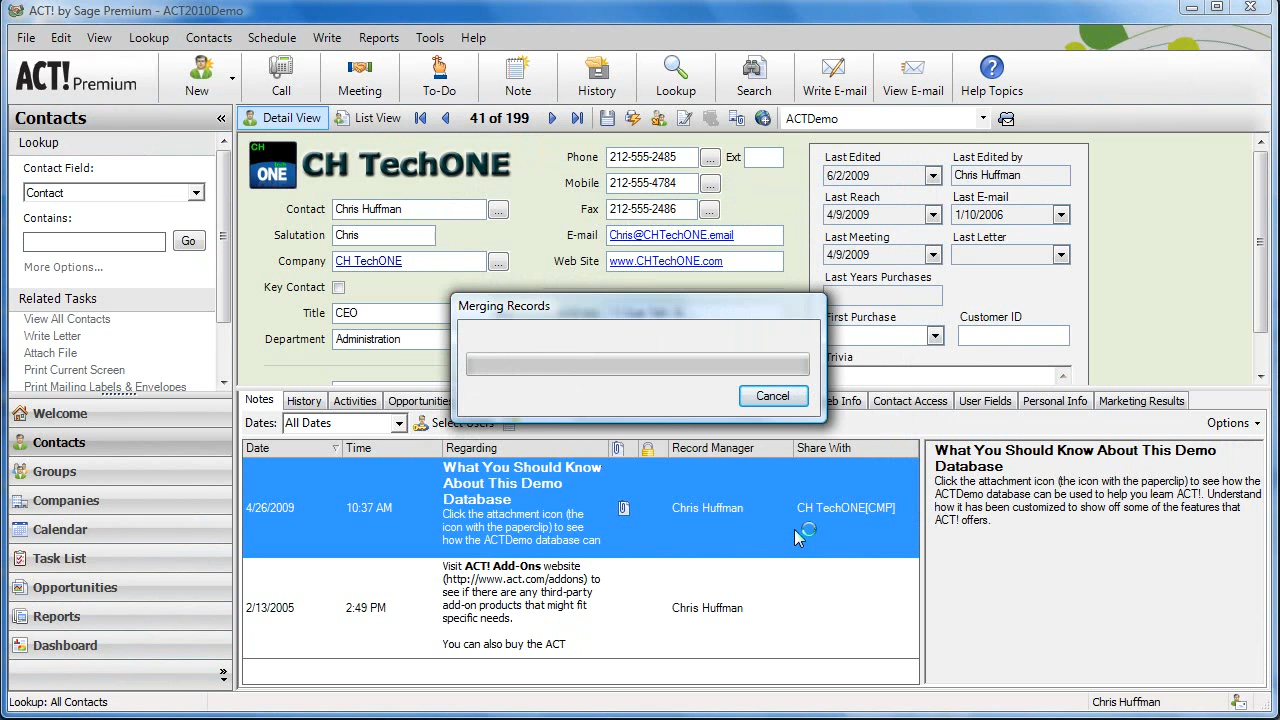 ACT! by Sage Premium - ACT2010Demo
File Edit View Lookup Contacts Schedule Write Reports Tools Help
ACT! Premium
New Call Meeting To-Do Note History Lookup Search Write E-mail View E-mail Help Topics
Contacts «
Detail View List View 41 of 199 ACTDemo
Lookup
Contact Field:
Contact
Contains:
Go
More Options...
Related Tasks
View All Contacts
Write Letter
Attach File
Print Current Screen
Print Mailing Labels & Envelopes
Welcome
Contacts
Groups
Companies
Calendar
Task List
Opportunities
Reports
Dashboard
»
CH
ONE
CH TechONE
Contact Chris Huffman ...
Salutation Chris
Company CH TechONE ...
Key Contact
Title CEO
Department Administration
Phone 212-555-2485 ... Ext
Mobile 212-555-4784 ...
Fax 212-555-2486 ...
E-mail Chris@CHTechONE.email
Web Site www.CHTechONE.com
Last Edited Last Edited by
6/2/2009 Chris Huffman
Last Reach Last E-mail
4/9/2009 1/10/2006
Last Meeting Last Letter
4/9/2009
Last Years Purchases
First Purchase Customer ID
Trivia
Merging Records
Cancel
Notes History Activities Opportunities eb Info Contact Access User Fields Personal Info Marketing Results
Dates: All Dates Select Users Options
Date Time Regarding Record Manager Share With
4/26/2009 10:37 AM Chris Huffman CH TechONE[CMP]
What You Should Know
About This Demo
Database
Click the attachment icon (the
icon with the paperclip) to see
how the ACTDemo database can
2/13/2005 2:49 PM Chris Huffman
Visit ACT! Add-Ons website
(http://www.act.com/addons) to
see if there are any third-party
add-on products that might fit
specific needs.
You can also buy the ACT
What You Should Know About This Demo
Database
Click the attachment icon (the icon with the paperclip) to see how the
ACTDemo database can be used to help you learn ACT!. Understand
how it has been customized to show off some of the features that
ACT! offers.
Lookup: All Contacts Chris Huffman